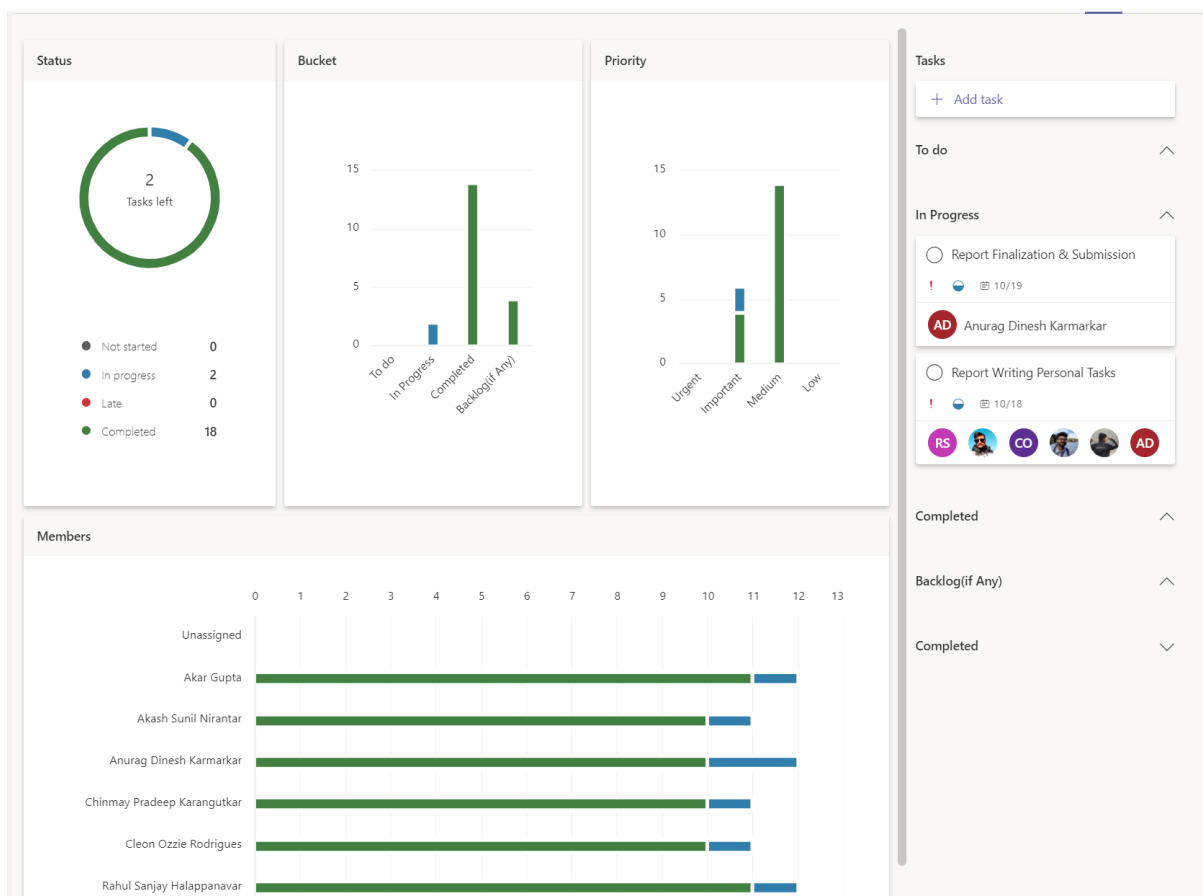 Status
2
Tasks left
Not started 0
In progress 2
Late 0
Completed 18
Bucket
15
10
5
0
To do
In Progress
Completed
Backlog(if Any)
Priority
15
10
5
0
Urgent
Important
Medium
Low
Members
0 1 2 3 4 5 6 7 8 9 10 11 12 13
Unassigned
Akar Gupta
Akash Sunil Nirantar
Anurag Dinesh Karmarkar
Chinmay Pradeep Karangutkar
Cleon Ozzie Rodrigues
Rahul Sanjay Halappanavar
Tasks
+ Add task
To do
In Progress
Report Finalization & Submission
! 10/19
AD Anurag Dinesh Karmarkar
Report Writing Personal Tasks
! 10/18
RS CO AD
Completed
Backlog(if Any)
Completed